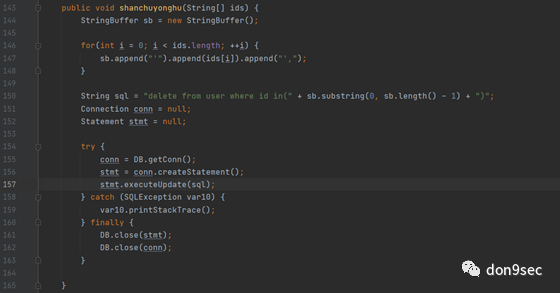 143 public void shanchuyonghu(String[] ids) {
144 StringBuffer sb = new StringBuffer();
145
146 for(int i = 0; i < ids.length; ++i) {
147 sb.append("'").append(ids[i]).append("',");
148 }
149
150 String sql = "delete from user where id in(" + sb.substring(0, sb.length() - 1) + ")";
151 Connection conn = null;
152 Statement stmt = null;
153
154 try {
155 conn = DB.getConn();
156 stmt = conn.createStatement();
157 stmt.executeUpdate(sql);
158 } catch (SQLException var10) {
159 var10.printStackTrace();
160 } finally {
161 DB.close(stmt);
162 DB.close(conn);
163 }
164
165 }
don9sec